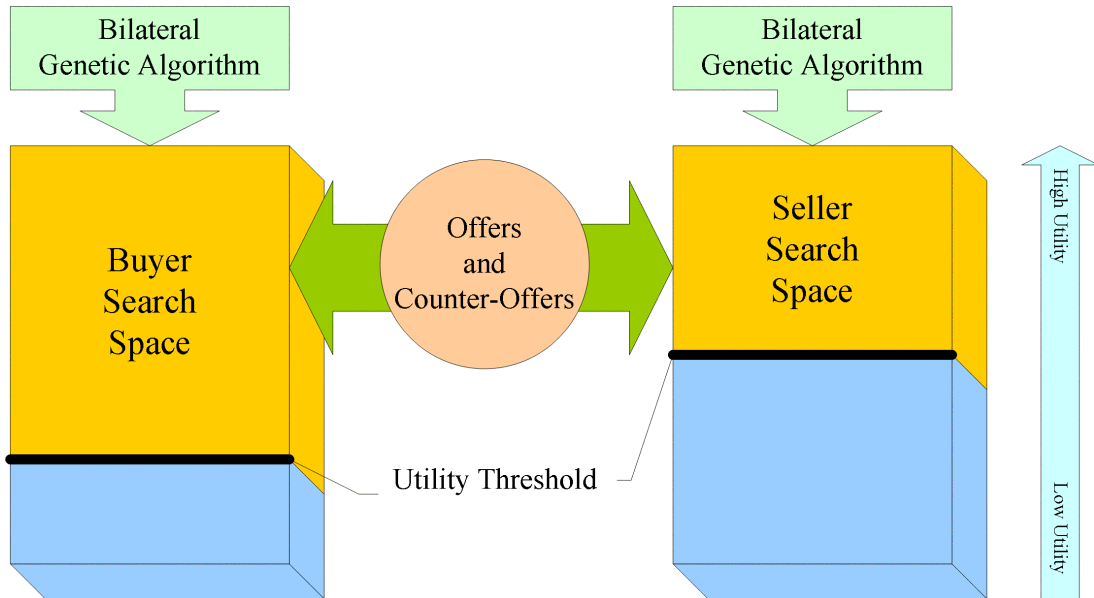 Bilateral
Genetic Algorithm
Bilateral
Genetic Algorithm
Buyer
Search
Space
Offers
and
Counter-Offers
Seller
Search
Space
High Utility
Utility Threshold
Low Utility